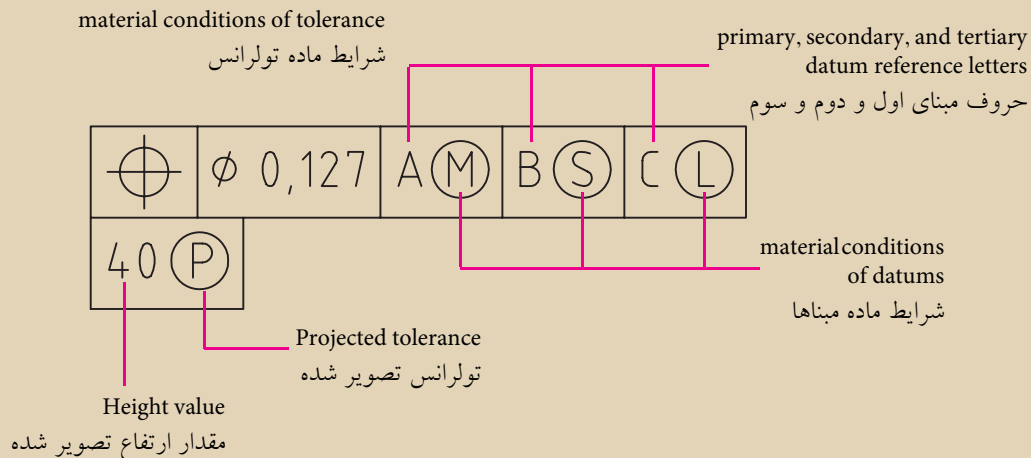 material conditions of tolerance
شرایط ماده تولرانس
primary, secondary, and tertiary
datum reference letters
حروف مبنای اول و دوم و سوم
⌖ ⌀ 0,127 A Ⓜ B Ⓢ C Ⓛ
40 Ⓟ
material conditions
of datums
شرایط ماده مبناها
Projected tolerance
تولرانس تصویر شده
Height value
مقدار ارتفاع تصویر شده